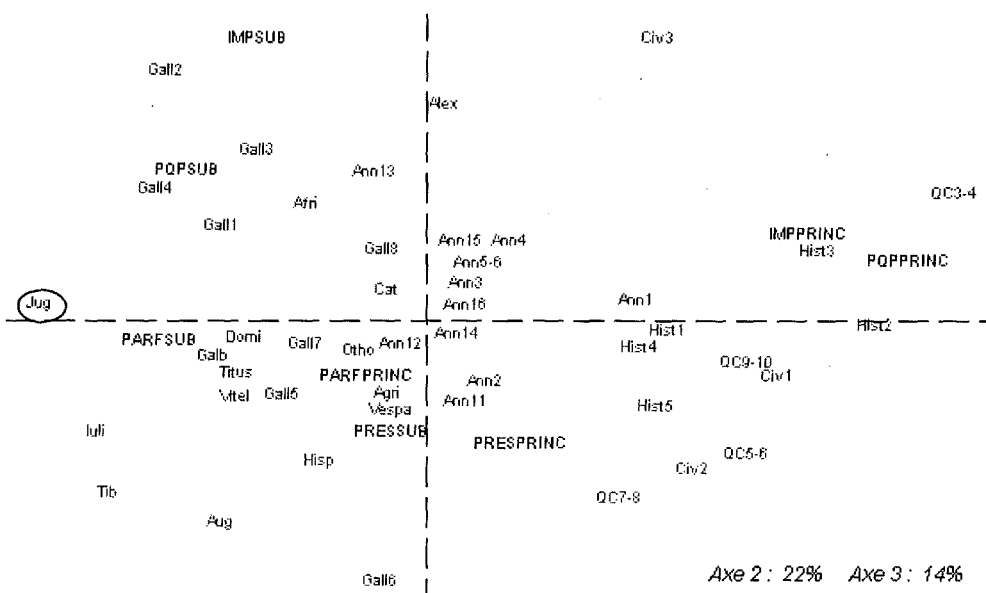 IMPSUB Civ3
Gall2
Alex
Gall3
PQPSUB Ann13
Gall4 QC3-4
Afri
Gall1 IMPPRINC
Gall8 Ann15 Ann4 Hist3 PQPPRINC
Ann5-6
Cat Ann3
Jug Ann16 Ann1
PARFSUB Domi Gall7 Otho Ann12 Ann14 Hist1 Hist2
Galb Hist4
Titus PARFPRINC Ann2 QC9-10 Civ1
Vitel Gall5 Agri Ann11
Vespa Hist5
Iuli PRESSUB PRESPRINC
Hisp Civ2 QC5-6
Tib QC7-8
Aug
Gall6 Axe 2 : 22% Axe 3 : 14%